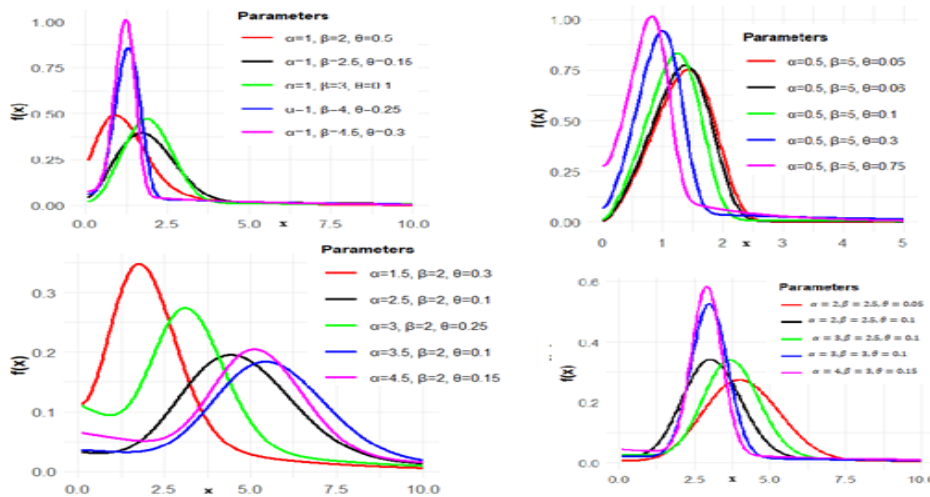 Parameters
α=1, β=2, θ=0.5
α=1, β=2.5, θ=0.15
α=1, β=3, θ=0.1
α=1, β=4, θ=0.25
α=1, β=4.5, θ=0.3
1.00
0.75
0.50
0.25
0.00
f(x)
0.0
2.5
5.0
x
7.5
10.0
Parameters
α=0.5, β=5, θ=0.05
α=0.5, β=5, θ=0.06
α=0.5, β=5, θ=0.1
α=0.5, β=5, θ=0.3
α=0.5, β=5, θ=0.75
1.00
0.75
0.50
0.25
0.00
f(x)
0
1
2
x
3
4
5
Parameters
α=1.5, β=2, θ=0.3
α=2.5, β=2, θ=0.1
α=3, β=2, θ=0.25
α=3.5, β=2, θ=0.1
α=4.5, β=2, θ=0.15
0.3
0.2
0.1
0.0
f(x)
0.0
2.5
x
5.0
7.5
10.0
Parameters
α = 2, β = 2.5, θ = 0.05
α = 2, β = 2.5, θ = 0.1
α = 3, β = 2.5, θ = 0.1
α = 3, β = 3, θ = 0.1
α = 4, β = 3, θ = 0.15
0.6
0.4
0.2
0.0
f(x)
0.0
2.5
x
5.0
7.5
10.0